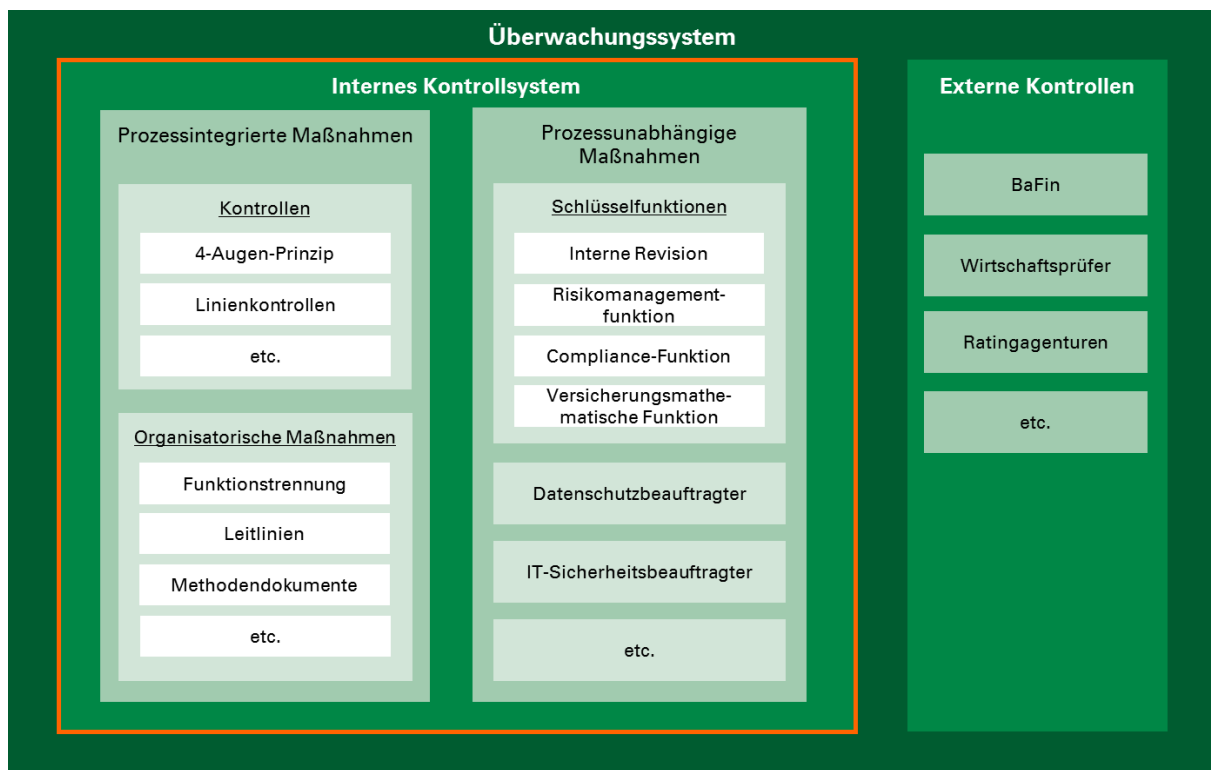 Überwachungssystem
Internes Kontrollsystem
Prozessintegrierte Maßnahmen
Kontrollen
4-Augen-Prinzip
Linienkontrollen
etc.
Organisatorische Maßnahmen
Funktionstrennung
Leitlinien
Methodendokumente
etc.
Prozessunabhängige
Maßnahmen
Schlüsselfunktionen
Interne Revision
Risikomanagement-
funktion
Compliance-Funktion
Versicherungsmathe-
matische Funktion
Datenschutzbeauftragter
IT-Sicherheitsbeauftragter
etc.
Externe Kontrollen
BaFin
Wirtschaftsprüfer
Ratingagenturen
etc.